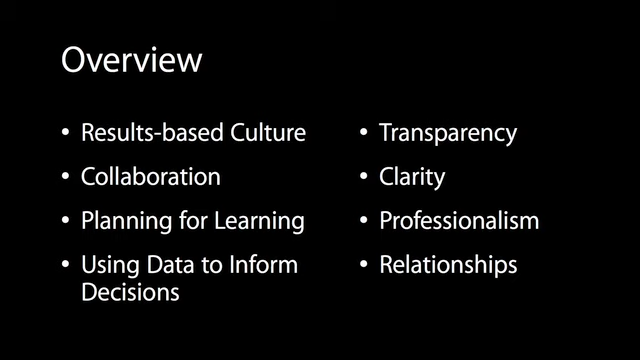 Overview
• Results-based Culture
• Collaboration
• Planning for Learning
• Using Data to Inform
Decisions
• Transparency
• Clarity
• Professionalism
• Relationships